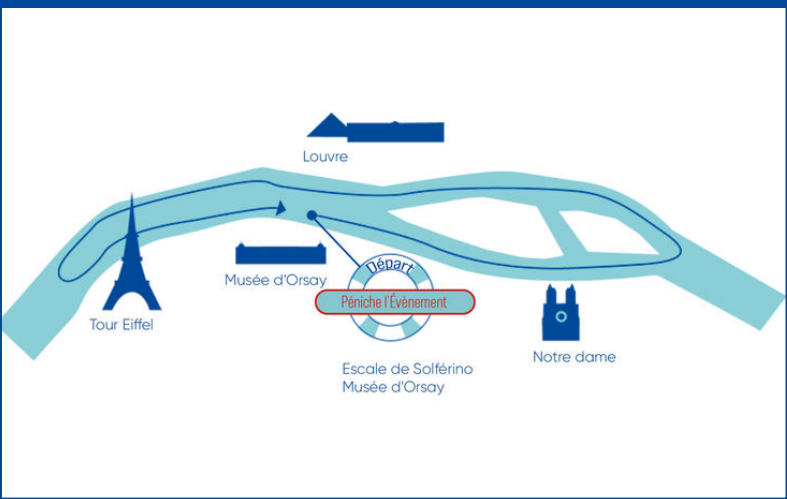 Louvre
Musée d'Orsay
Tour Eiffel
Départ
Péniche l'Évènement
Escale de Solférino
Musée d'Orsay
Notre dame